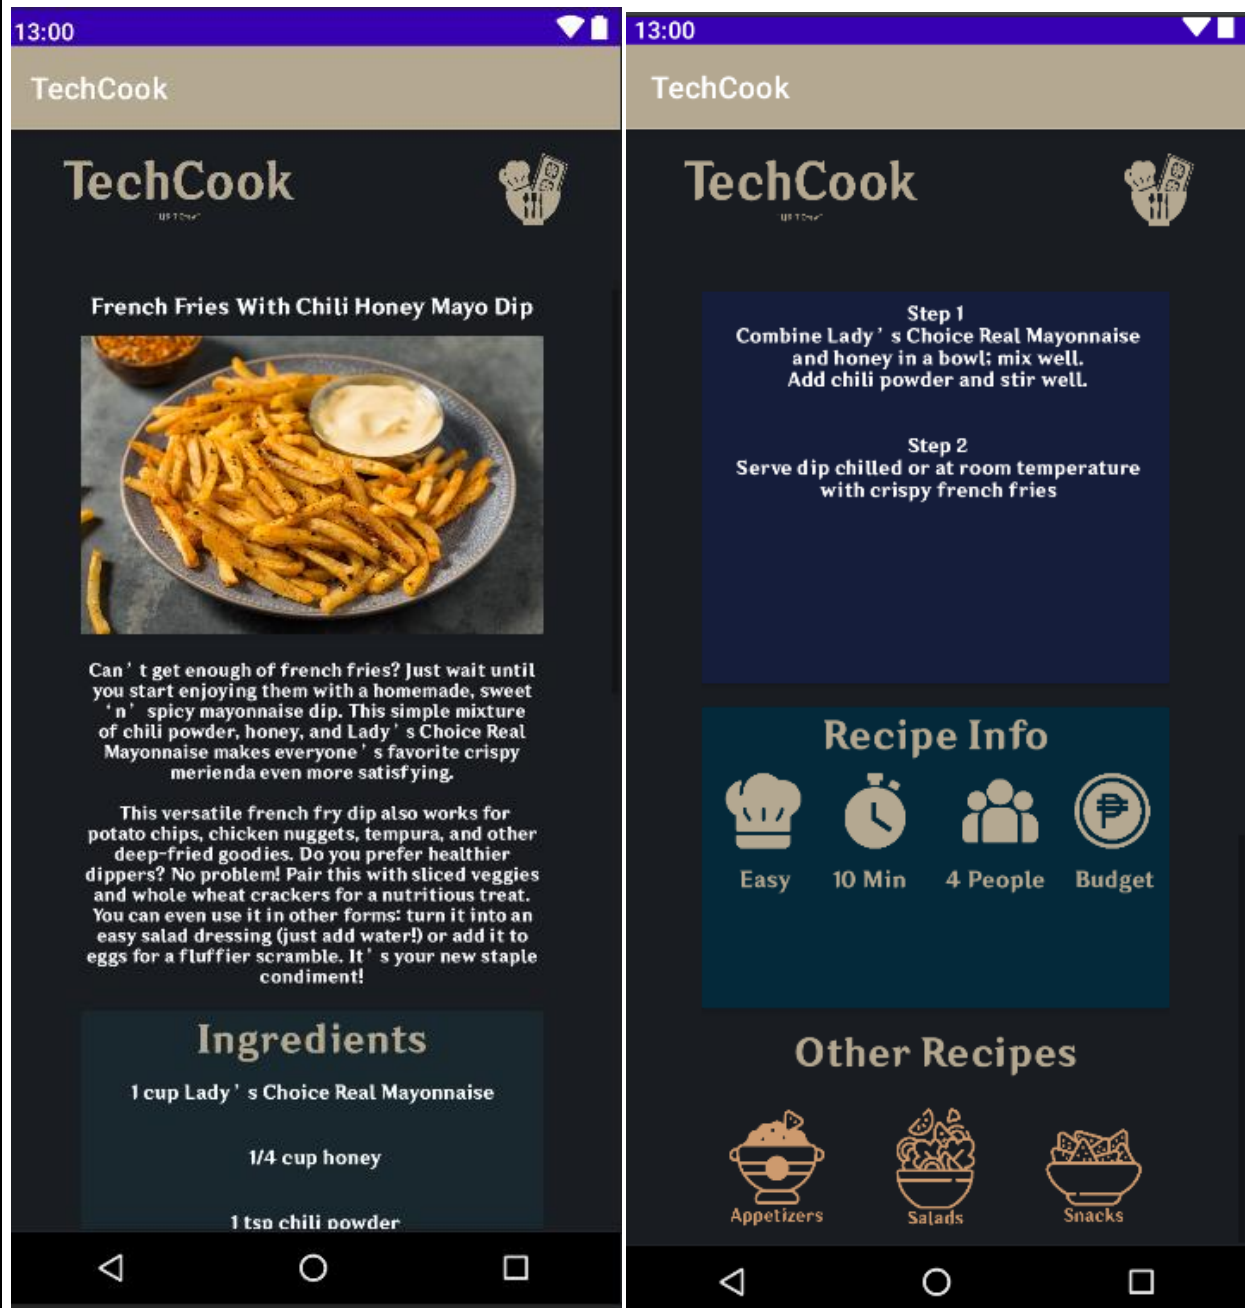 13:00
TechCook
TechCook
French Fries With Chili Honey Mayo Dip
Can’t get enough of french fries? Just wait until
you start enjoying them with a homemade, sweet
‘n’ spicy mayonnaise dip. This simple mixture
of chili powder, honey, and Lady’s Choice Real
Mayonnaise makes everyone’s favorite crispy
merienda even more satisfying.
This versatile french fry dip also works for
potato chips, chicken nuggets, tempura, and other
deep-fried goodies. Do you prefer healthier
dippers? No problem! Pair this with sliced veggies
and whole wheat crackers for a nutritious treat.
You can even use it in other forms: turn it into an
easy salad dressing (just add water!) or add it to
eggs for a fluffier scramble. It’s your new staple
condiment!
Ingredients
1 cup Lady’s Choice Real Mayonnaise
1/4 cup honey
1 tsp chili powder
13:00
TechCook
TechCook
Step 1
Combine Lady’s Choice Real Mayonnaise
and honey in a bowl; mix well.
Add chili powder and stir well.
Step 2
Serve dip chilled or at room temperature
with crispy french fries
Recipe Info
Easy 10 Min 4 People Budget
Other Recipes
Appetizers Salads Snacks